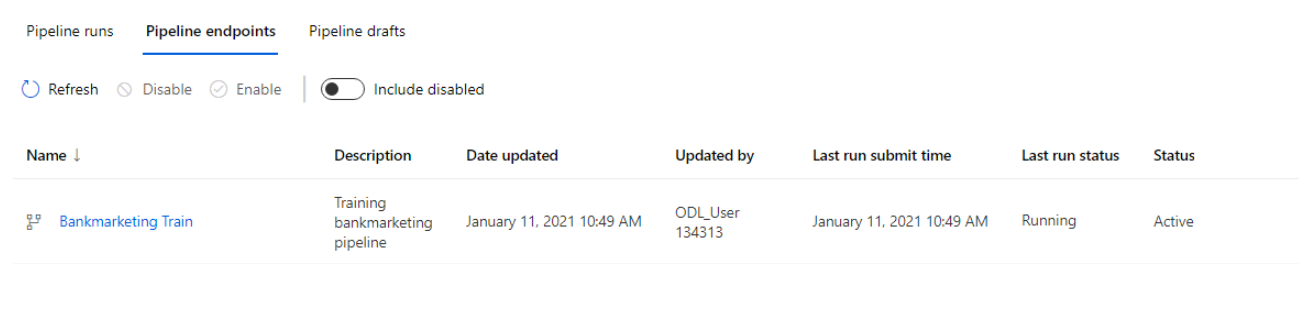 Pipeline runs Pipeline endpoints Pipeline drafts
Refresh Disable Enable Include disabled
Name ↓ Description Date updated Updated by Last run submit time Last run status Status
Bankmarketing Train
Training
bankmarketing
pipeline
January 11, 2021 10:49 AM
ODL_User
134313
January 11, 2021 10:49 AM
Running
Active